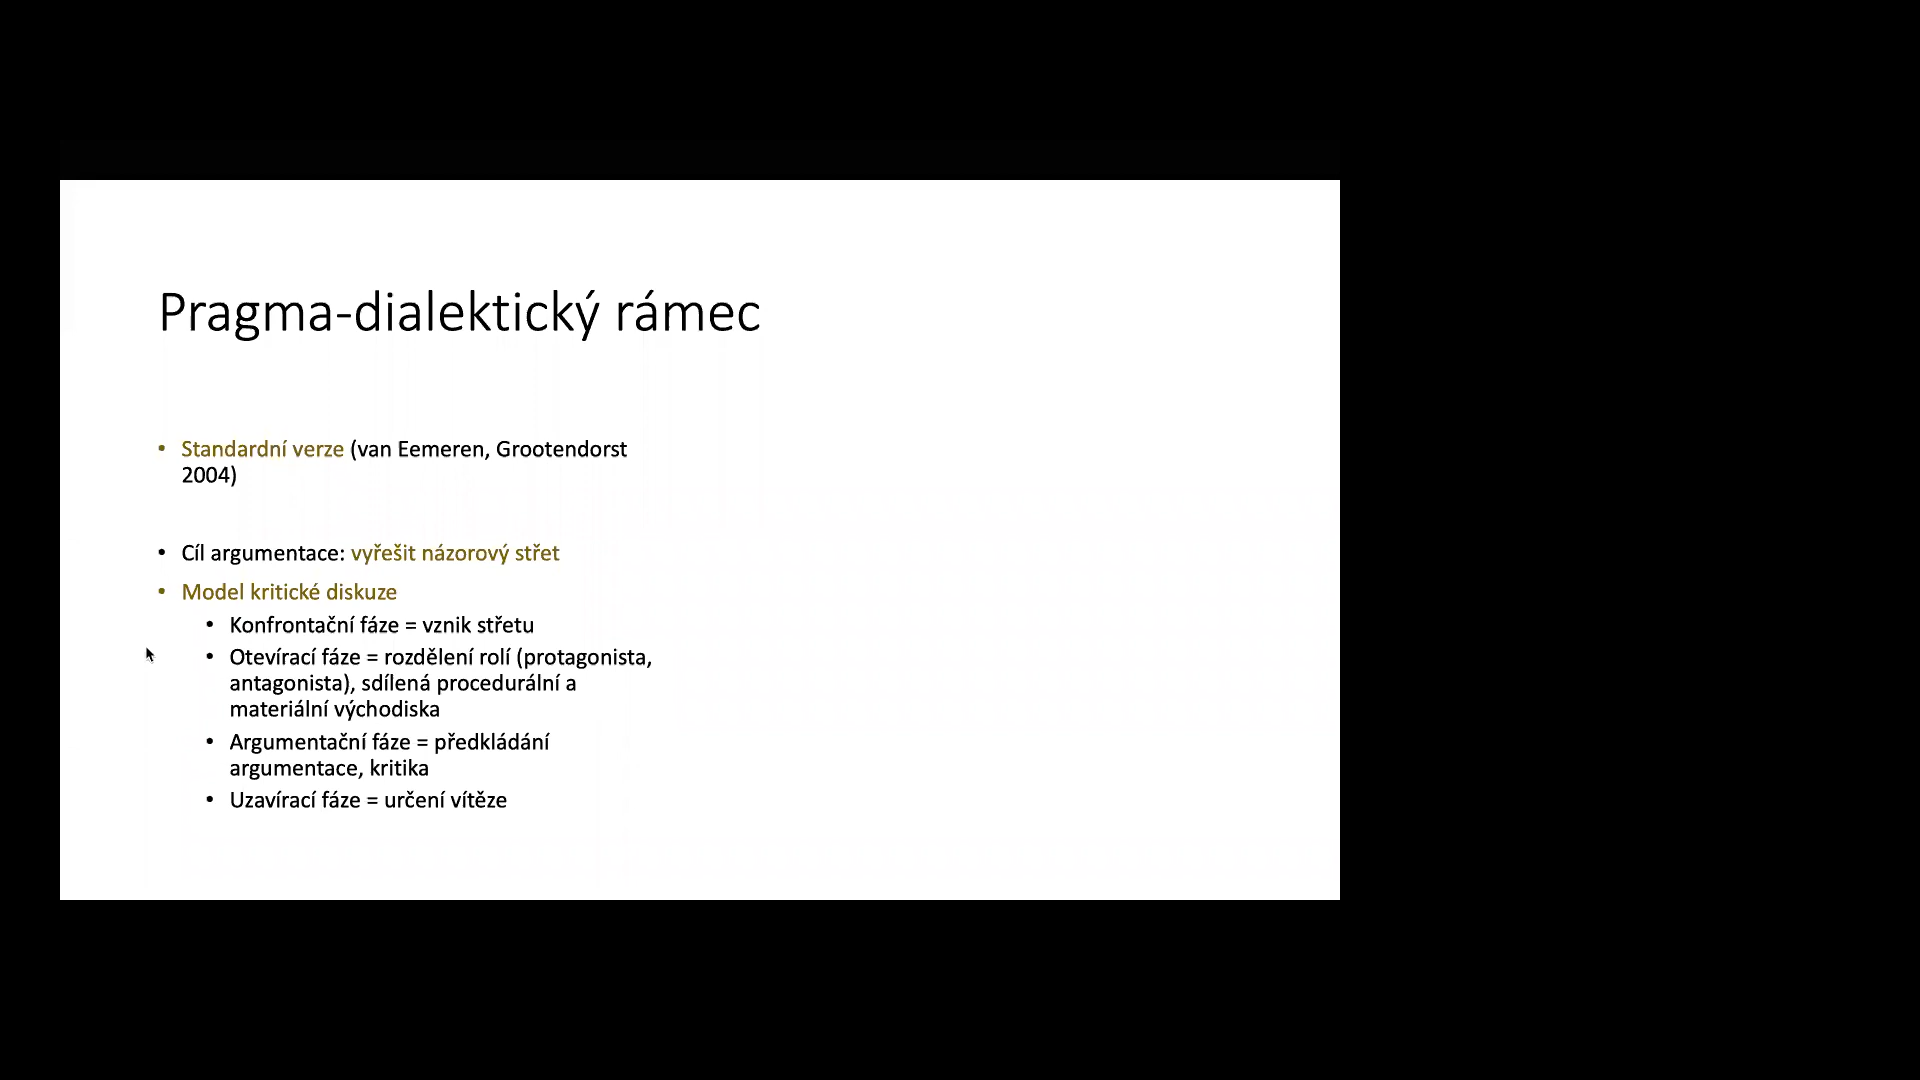 Pragma-dialektický rámec
• Standardní verze (van Eemeren, Grootendorst
2004)
• Cíl argumentace: vyřešit názorový střet
• Model kritické diskuze
• Konfrontační fáze = vznik střetu
• Otevírací fáze = rozdělení rolí (protagonista,
antagonista), sdílená procedurální a
materiální východiska
• Argumentační fáze = předkládání
argumentace, kritika
• Uzavírací fáze = určení vítěze